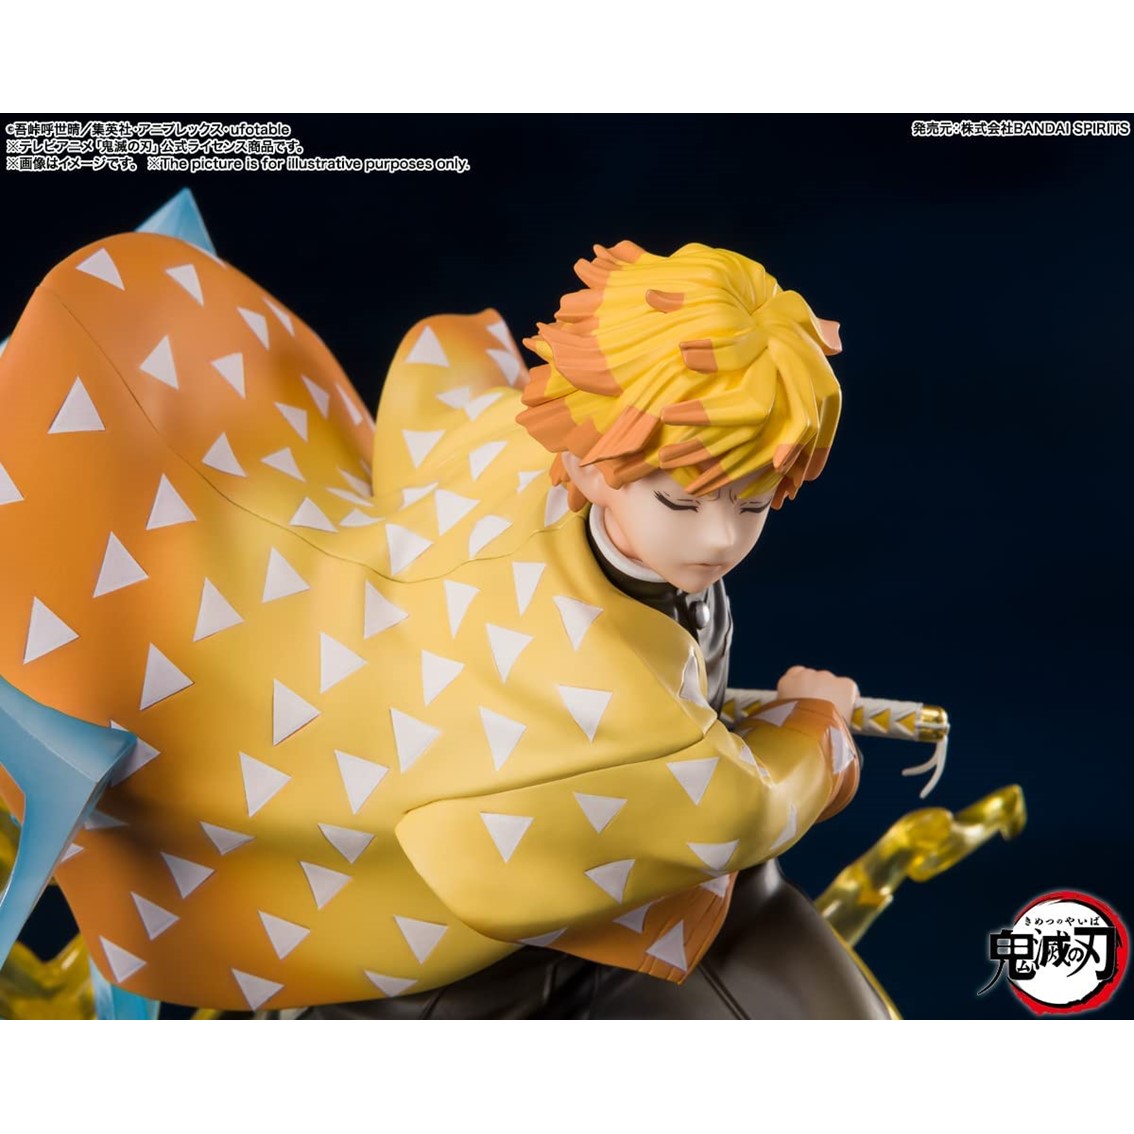 ©吾峠呼世晴／集英社・アニプレックス・ufotable
※テレビアニメ「鬼滅の刃」公式ライセンス商品です。
※画像はイメージです。 ※The picture is for illustrative purposes only.
発売元：株式会社BANDAI SPIRITS
きめつのやいば
鬼滅の刃